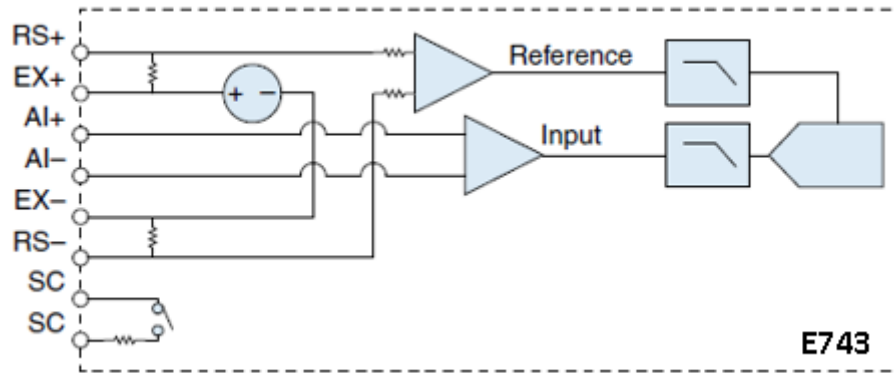 RS+
EX+
AI+
AI–
EX–
RS–
SC
SC
+ –
Reference
Input
E743